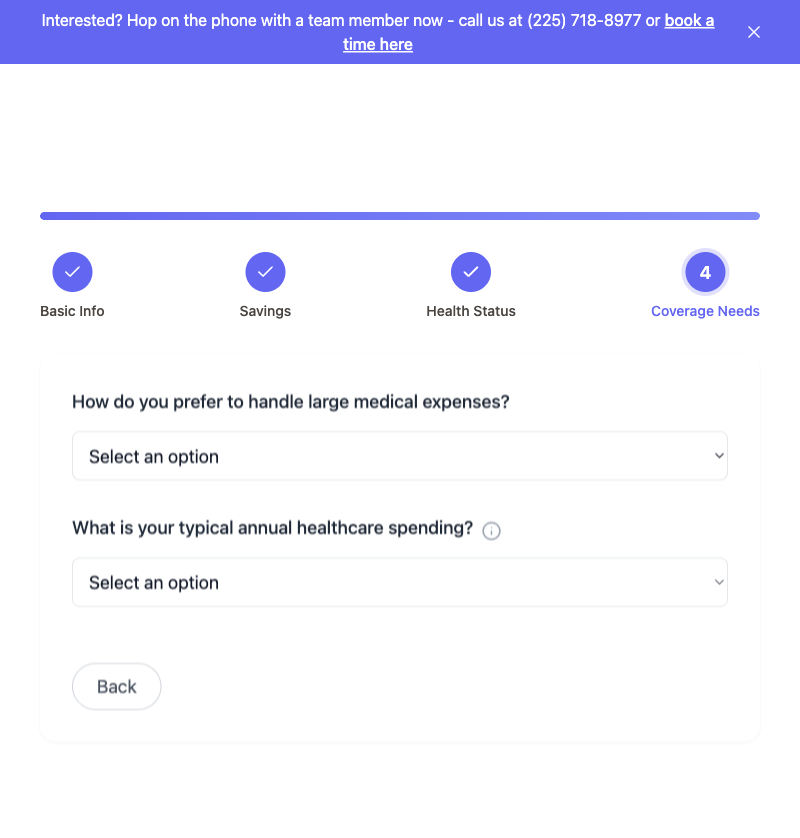 Interested? Hop on the phone with a team member now - call us at (225) 718-8977 or book a
time here
4
Basic Info
Savings
Health Status
Coverage Needs
How do you prefer to handle large medical expenses?
Select an option
What is your typical annual healthcare spending?
Select an option
Back